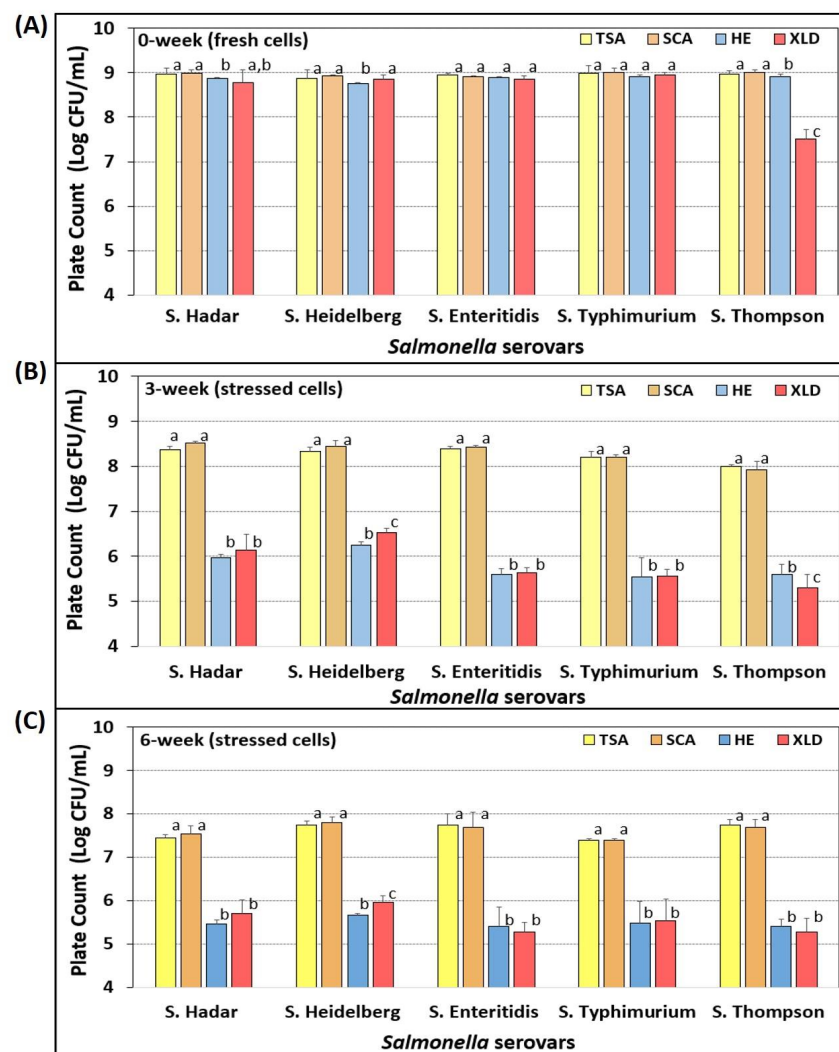 (A)
0-week (fresh cells) TSA SCA HE XLD
Plate Count (Log CFU/mL)
10
9
8
7
6
5
4
a a b a,b a a b a a a a a a a a a a a b c
S. Hadar S. Heidelberg S. Enteritidis S. Typhimurium S. Thompson
Salmonella serovars
(B)
3-week (stressed cells) TSA SCA HE XLD
Plate Count (Log CFU/mL)
10
9
8
7
6
5
4
a a b b a a b c a a b b a a b b a a b c
S. Hadar S. Heidelberg S. Enteritidis S. Typhimurium S. Thompson
Salmonella serovars
(C)
6-week (stressed cells) TSA SCA HE XLD
Plate Count (Log CFU/mL)
10
9
8
7
6
5
4
a a b b a a b c a a b b a a b b a a b b
S. Hadar S. Heidelberg S. Enteritidis S. Typhimurium S. Thompson
Salmonella serovars